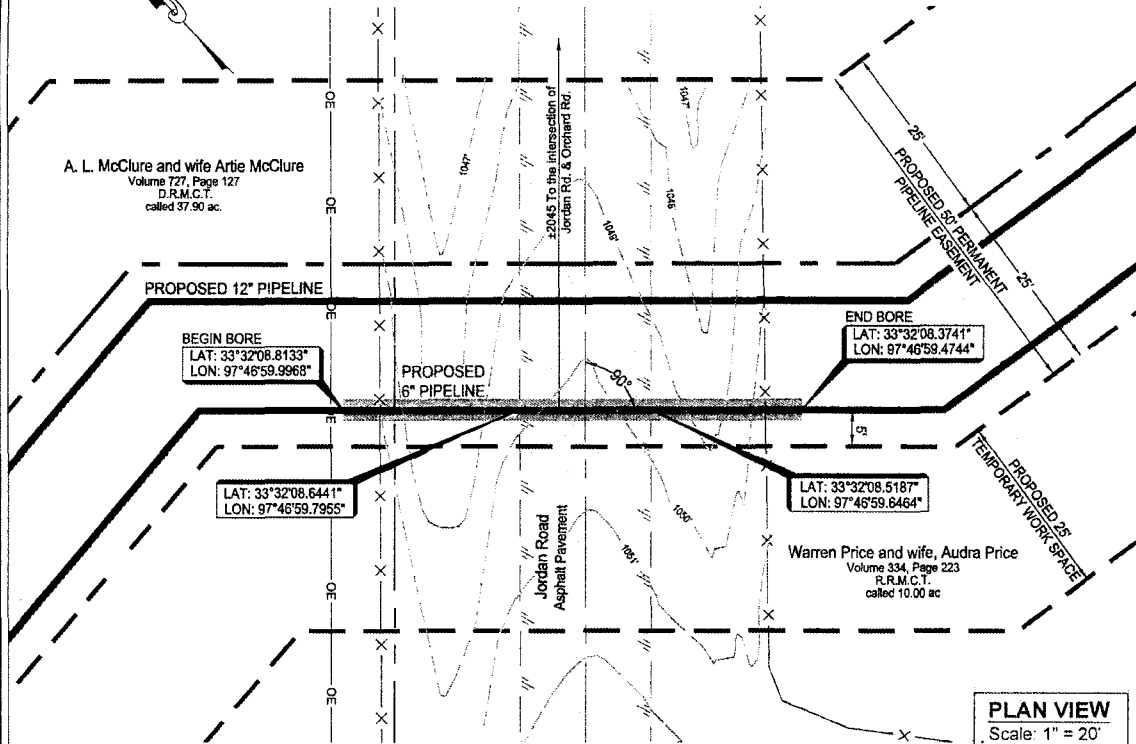 A. L. McClure and wife Artie McClure
Volume 727, Page 127
D.R.M.C.T.
called 37.90 ac.
OE
OE
OE
OE
OE
OE
1047'
±2045 To the intersection of
Jordan Rd. & Orchard Rd.
1047'
1046'
1048'
25'
PROPOSED 50' PERMANENT
PIPELINE EASEMENT
25'
PROPOSED 12" PIPELINE
BEGIN BORE
LAT: 33°32'08.8133"
LON: 97°46'59.9968"
PROPOSED
6" PIPELINE
90°
END BORE
LAT: 33°32'08.3741"
LON: 97°46'59.4744"
5'
LAT: 33°32'08.6441"
LON: 97°46'59.7955"
LAT: 33°32'08.5187"
LON: 97°46'59.6464"
PROPOSED 25'
TEMPORARY WORK SPACE
1050'
1051'
Jordan Road
Asphalt Pavement
Warren Price and wife, Audra Price
Volume 334, Page 223
R.R.M.C.T.
called 10.00 ac
PLAN VIEW
Scale: 1" = 20'